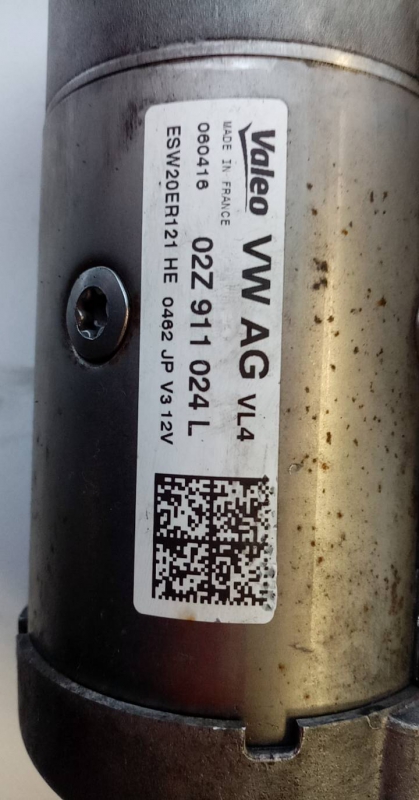 Valeo VW AG VL4
MADE IN FRANCE
060416 02Z 911 024 L
ESW20ER121 HE 0462 JP V3 12V